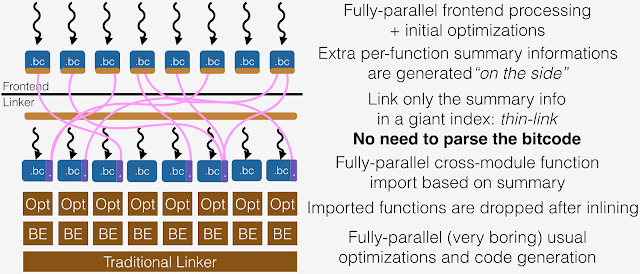 Fully-parallel frontend processing
+ initial optimizations
.bc .bc .bc .bc .bc .bc .bc .bc
Extra per-function summary informations
are generated "on the side"
Frontend
Linker
Link only the summary info
in a giant index: thin-link
No need to parse the bitcode
.bc .bc .bc .bc .bc .bc .bc .bc
Fully-parallel cross-module function
import based on summary
Opt Opt Opt Opt Opt Opt Opt Opt
Imported functions are dropped after inlining
BE BE BE BE BE BE BE BE
Fully-parallel (very boring) usual
optimizations and code generation
Traditional Linker